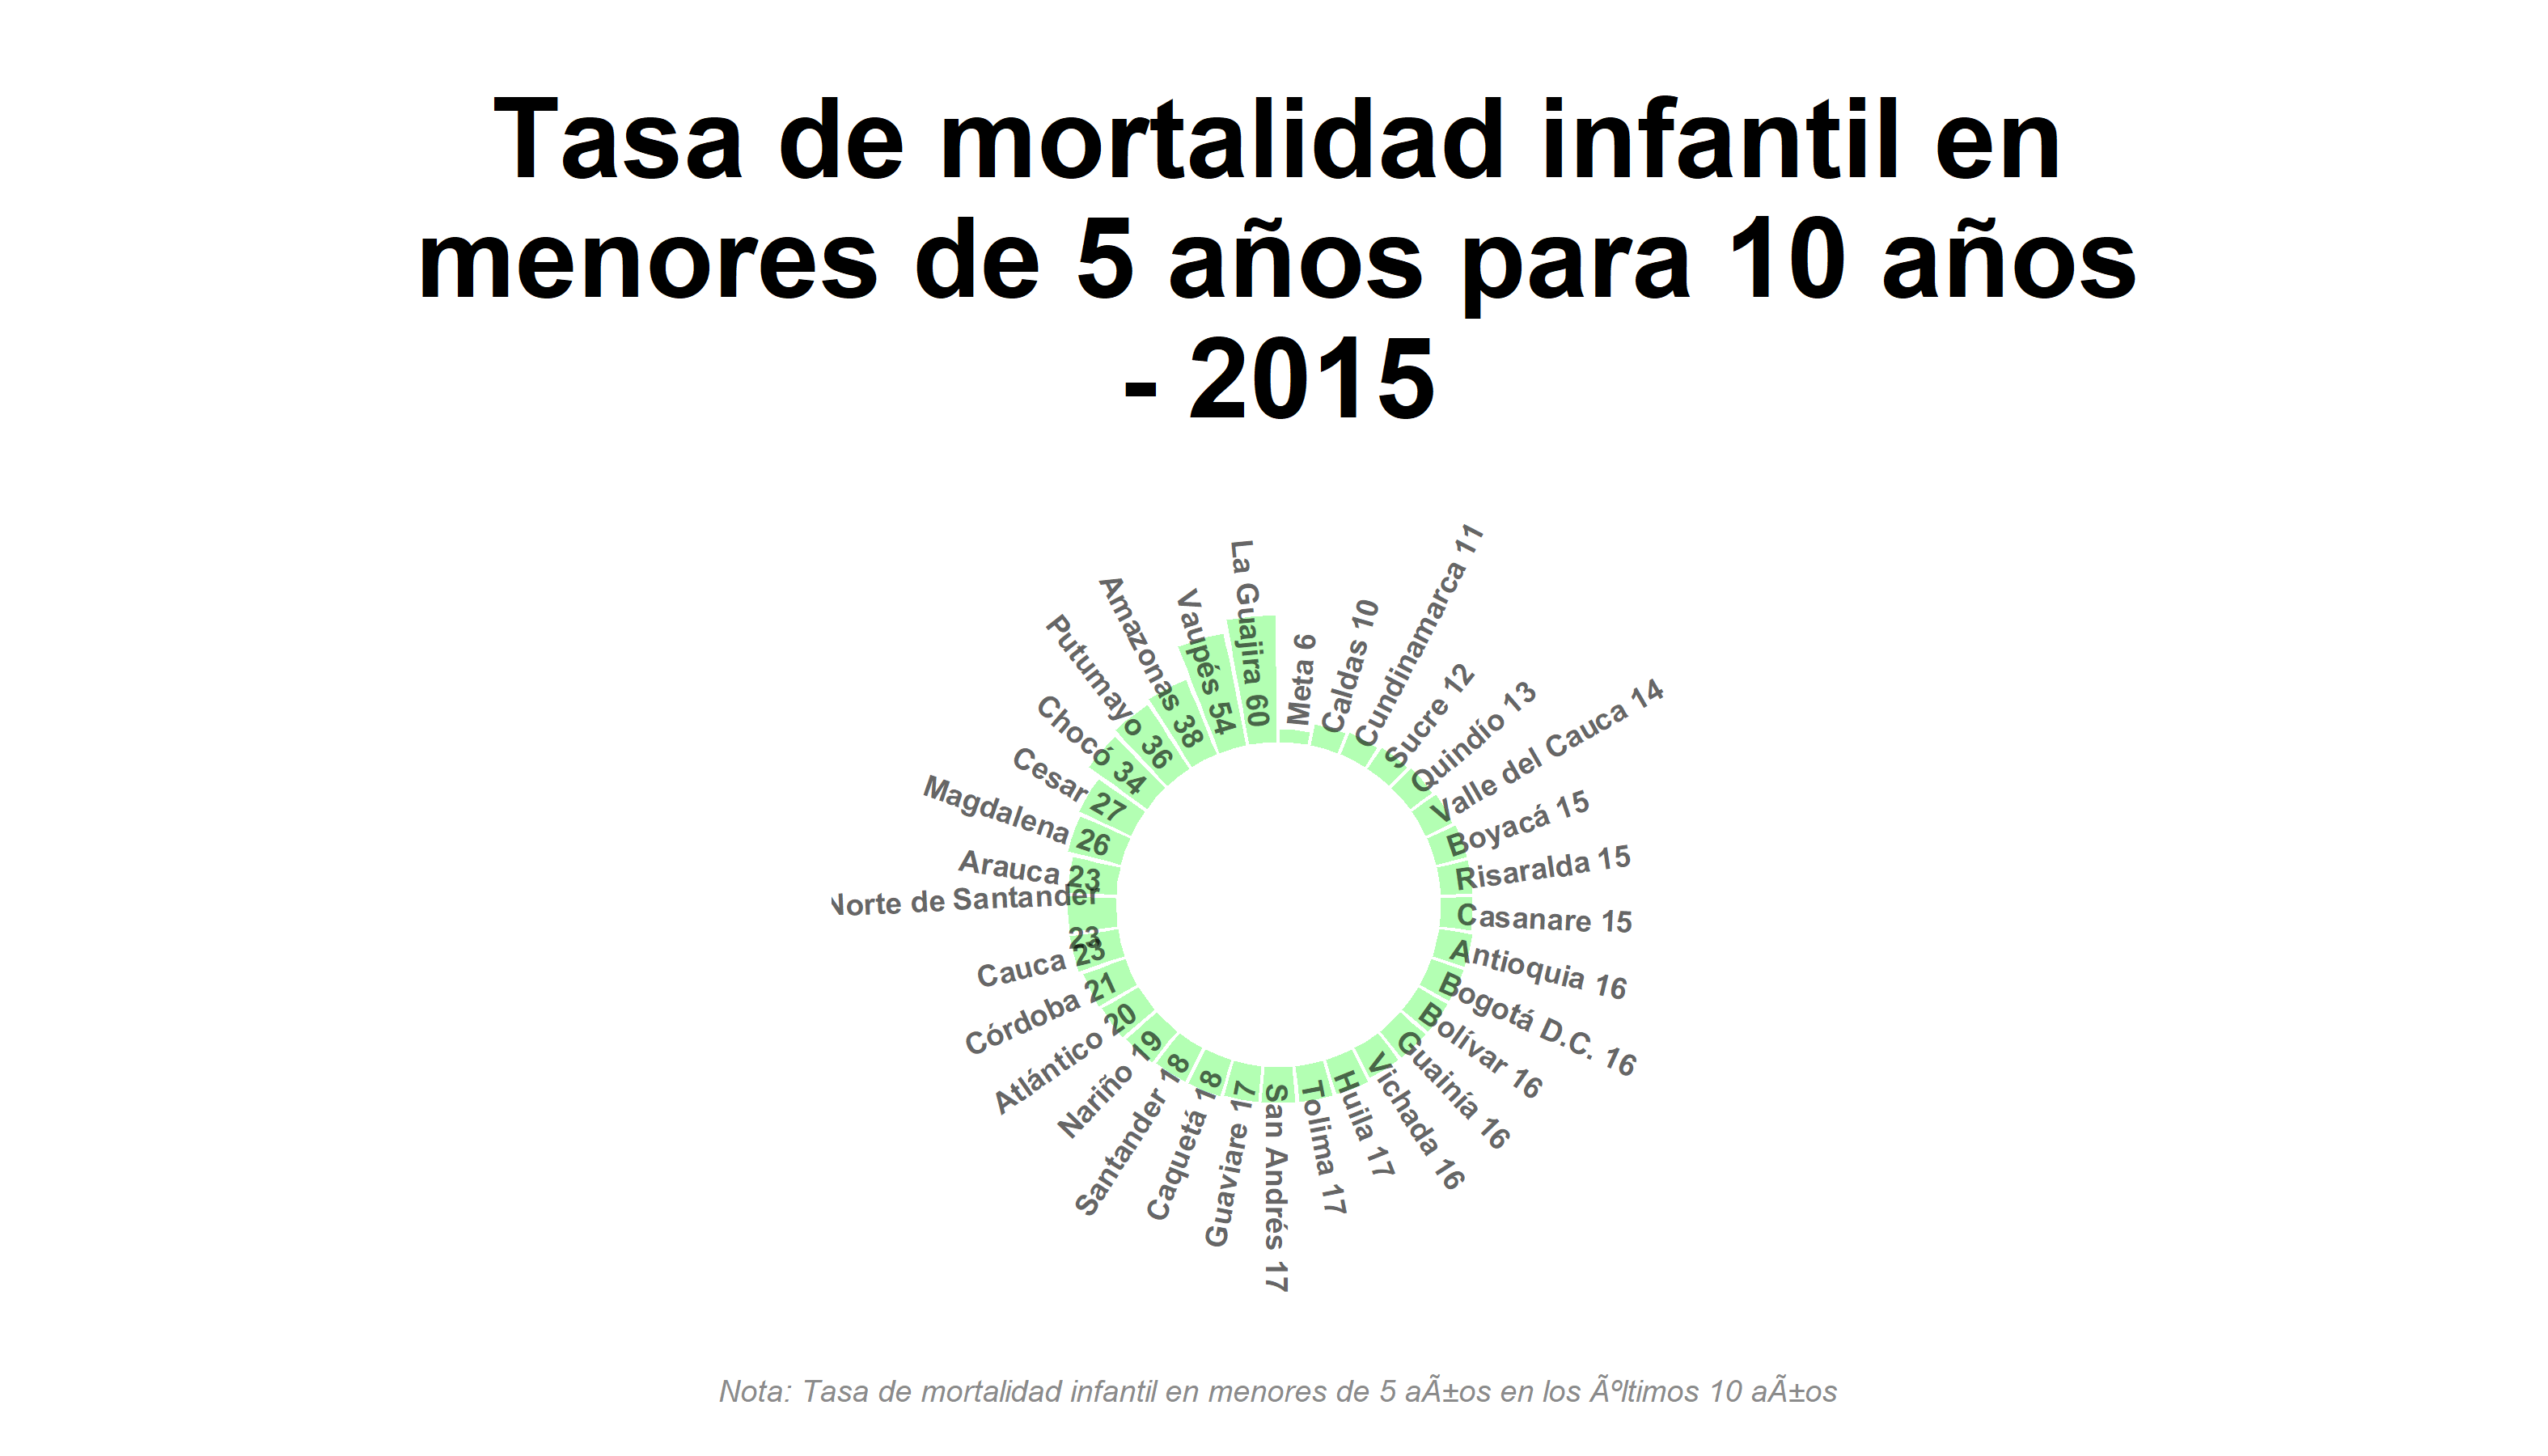 Tasa de mortalidad infantil en
menores de 5 años para 10 años
- 2015
Meta 6
Caldas 10
Cundinamarca 11
Sucre 12
Quindío 13
Valle del Cauca 14
Boyacá 15
Risaralda 15
Casanare 15
Antioquia 16
Bogotá D.C. 16
Bolívar 16
Guainía 16
Vichada 16
Huila 17
Tolima 17
San Andrés 17
Guaviare 17
Caquetá 18
Santander 18
Nariño 19
Atlántico 20
Córdoba 21
Cauca 23
Norte de Santander
23
Arauca 23
Magdalena 26
Cesar 27
Chocó 34
Putumayo 36
Amazonas 38
Vaupés 54
La Guajira 60
Nota: Tasa de mortalidad infantil en menores de 5 aÃ±os en los Ãºltimos 10 aÃ±os